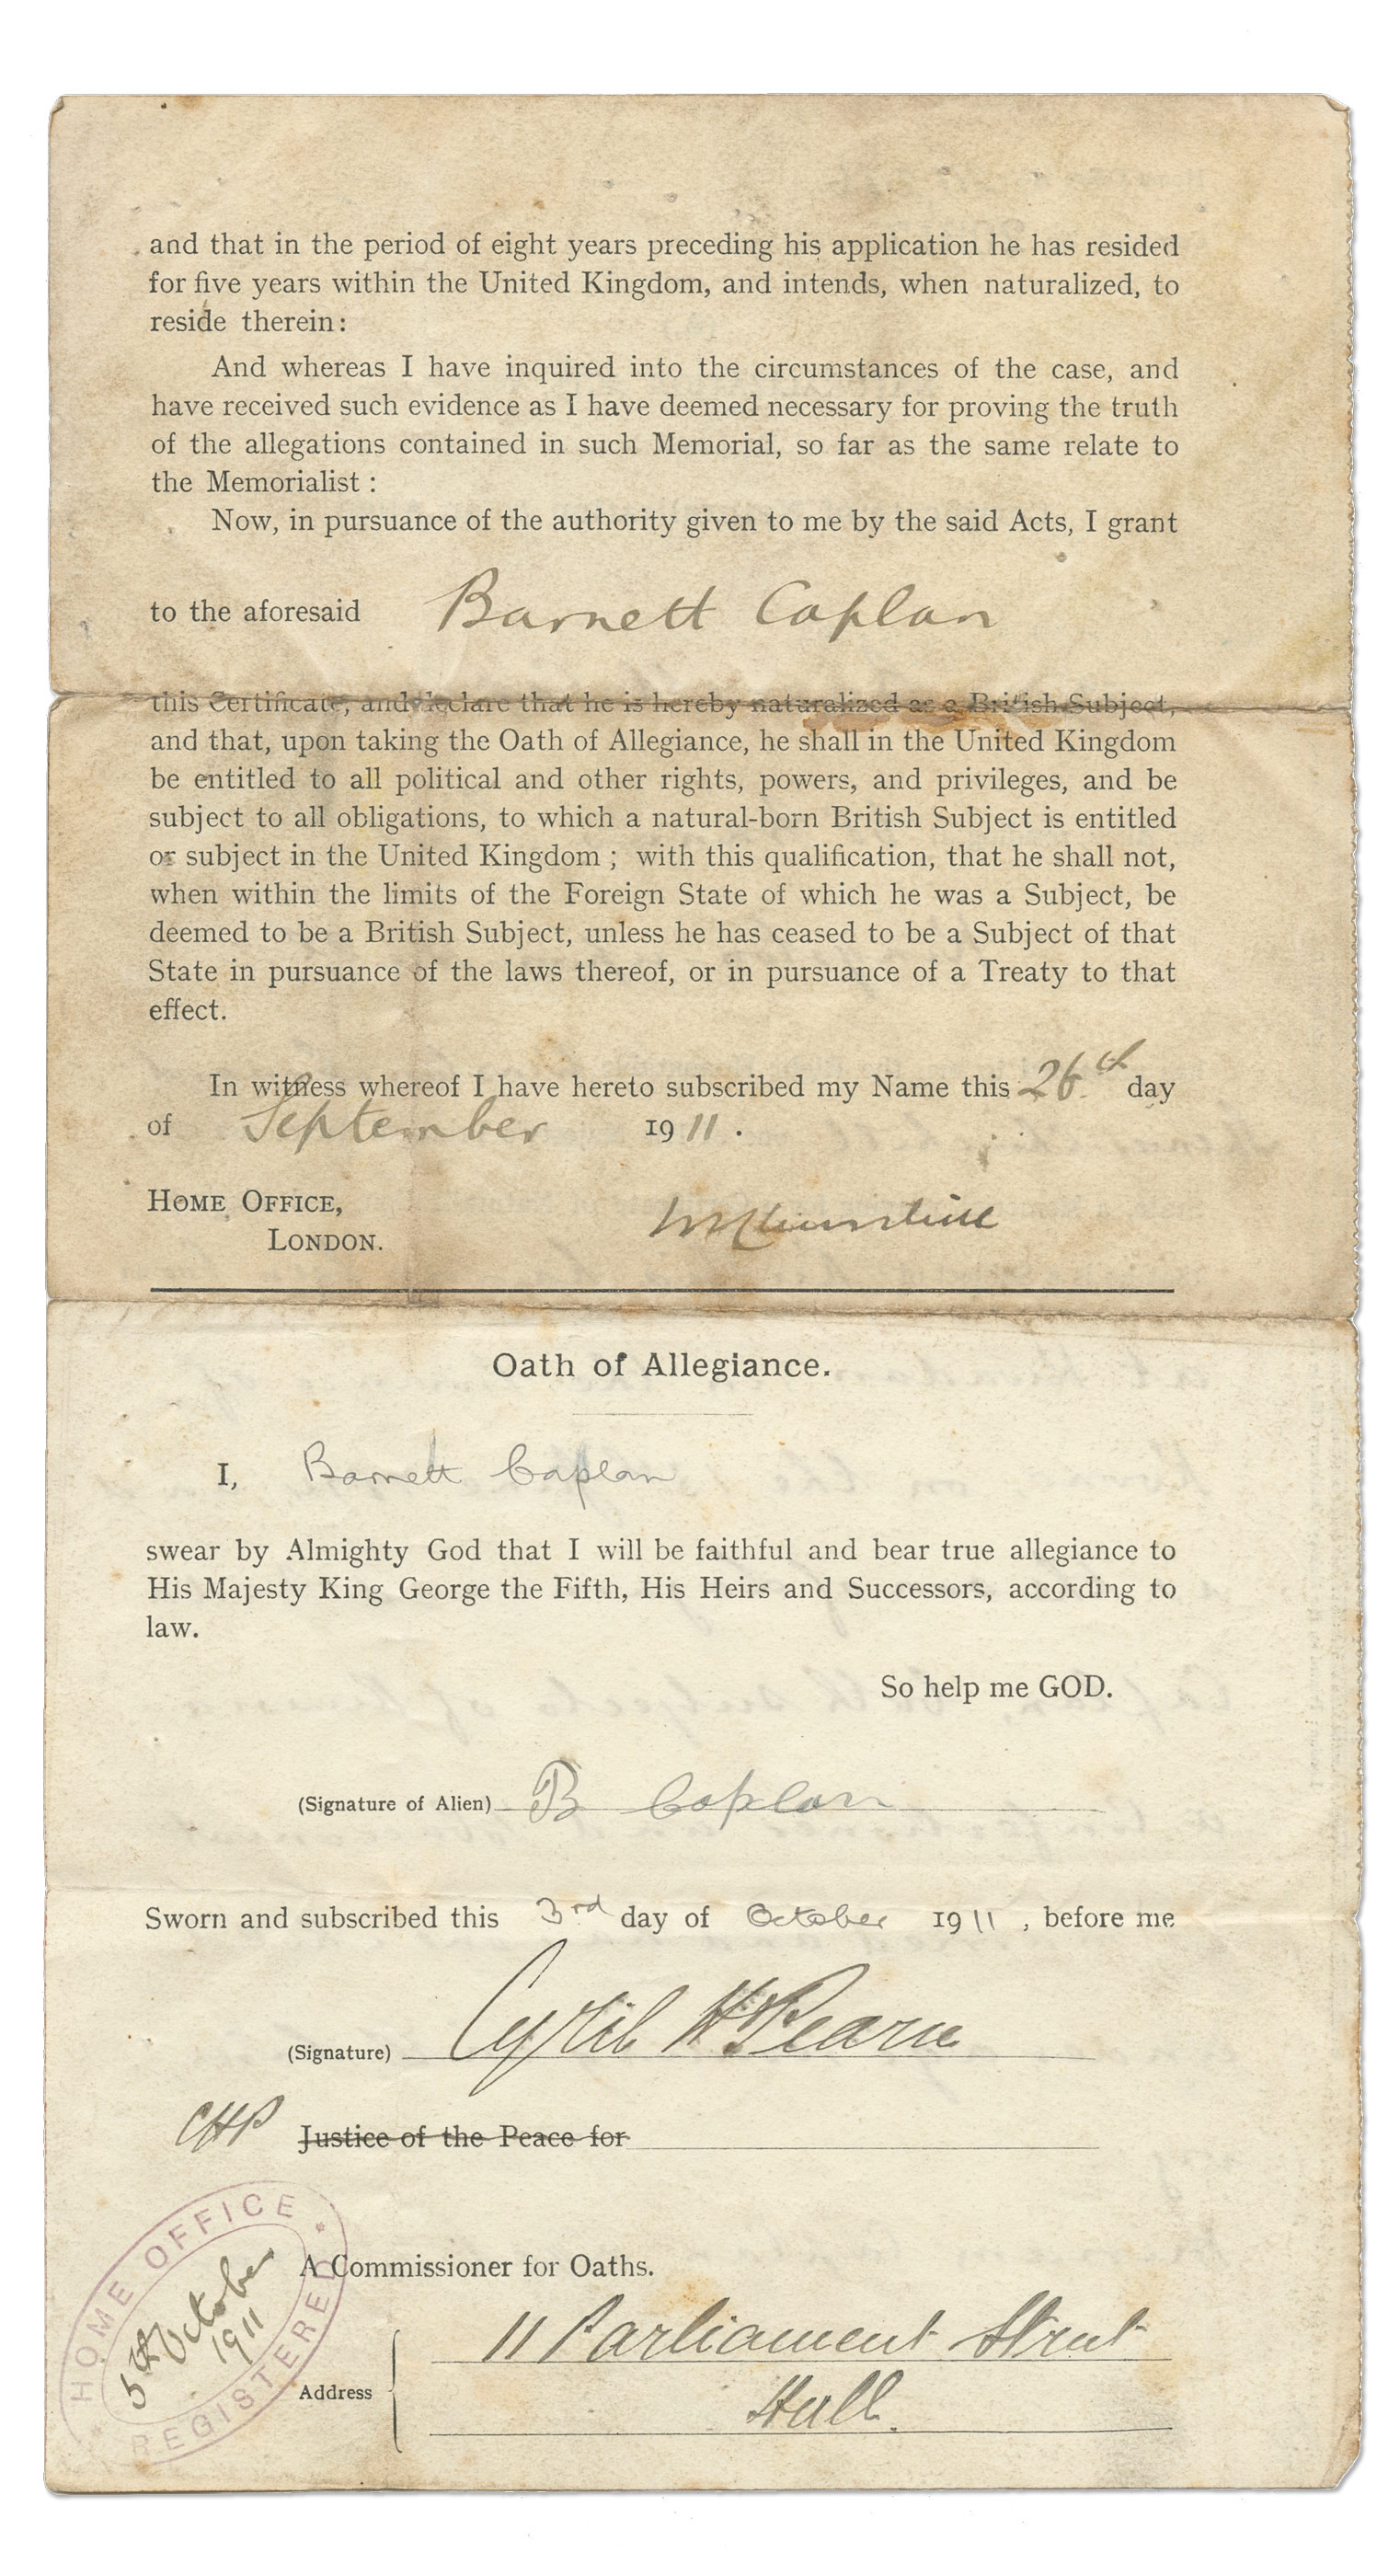 and that in the period of eight years preceding his application he has resided
for five years within the United Kingdom, and intends, when naturalized, to
reside therein:
And whereas I have inquired into the circumstances of the case, and
have received such evidence as I have deemed necessary for proving the truth
of the allegations contained in such Memorial, so far as the same relate to
the Memorialist :
Now, in pursuance of the authority given to me by the said Acts, I grant
to the aforesaid Barnett Caplan
this Certificate, and declare that he is hereby naturalized as a British Subject,
and that, upon taking the Oath of Allegiance, he shall in the United Kingdom
be entitled to all political and other rights, powers, and privileges, and be
subject to all obligations, to which a natural-born British Subject is entitled
or subject in the United Kingdom ; with this qualification, that he shall not,
when within the limits of the Foreign State of which he was a Subject, be
deemed to be a British Subject, unless he has ceased to be a Subject of that
State in pursuance of the laws thereof, or in pursuance of a Treaty to that
effect.
In witness whereof I have hereto subscribed my Name this 26th day
of September 1911 .
HOME OFFICE,
LONDON.
Oath of Allegiance.
I, Barnett Caplan
swear by Almighty God that I will be faithful and bear true allegiance to
His Majesty King George the Fifth, His Heirs and Successors, according to
law.
So help me GOD.
(Signature of Alien) B Caplan
Sworn and subscribed this 3rd day of October 1911 , before me
(Signature) Cyril H Pearce
CHP Justice of the Peace for
A Commissioner for Oaths.
HOME OFFICE
5th October
1911
REGISTERED
Address 11 Parliament Street
Hull.